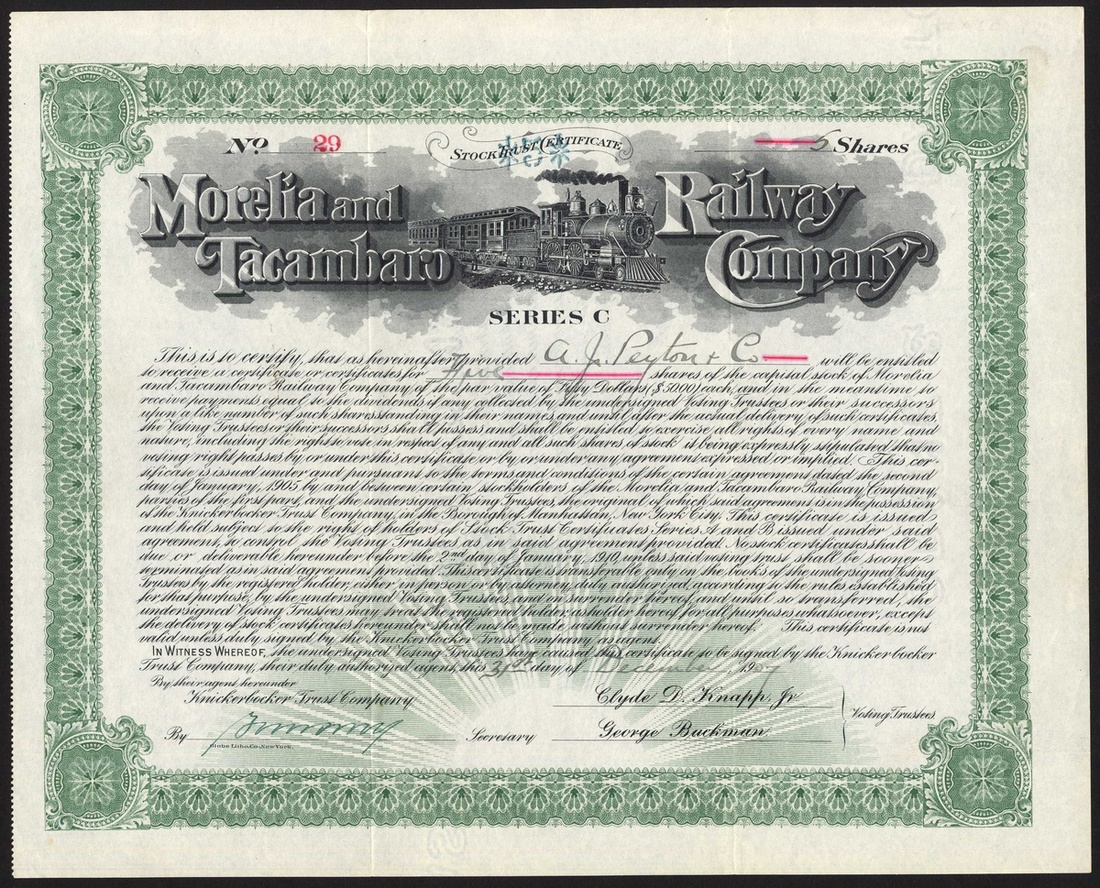 No. 29
STOCK TRUST CERTIFICATE
5 Shares
Morelia and Tacambaro Railway Company
SERIES C
This is to certify, that as hereinafter provided A. J. Peyton & Co will be entitled
to receive a certificate or certificates for Five shares of the capital stock of Morelia
and Tacambaro Railway Company of the par value of Fifty Dollars, ($50.00) each, and in the meantime to
receive payments equal to the dividends if any collected by the undersigned Voting Trustees or their successors
upon a like number of such shares standing in their names, and until after the actual delivery of such certificates
the Voting Trustees or their successors shall possess and shall be entitled to exercise all rights of every name and
nature, including the right to vote in respect of any and all such shares of stock it being expressly stipulated that no
voting right passes by or under this certificate or by or under any agreement expressed or implied. This cer-
tificate is issued under and pursuant to the terms and conditions of the certain agreement dated the second
day of January, 1905 by and between certain stockholders of the Morelia and Tacambaro Railway Company,
parties of the first part, and the undersigned Voting Trustees, the original of which said agreement is in the possession
of the Knickerbocker Trust Company, in the Borough of Manhattan, New York City. This certificate is issued
and held subject to the right of holders of Stock Trust Certificates Series A and B issued under said
agreement, to control the Voting Trustees as in said agreement provided. No stock certificate shall be
due or deliverable hereunder before the 2nd day of January, 1910 unless said voting trust shall be sooner
terminated as in said agreement provided. This certificate is transferable only on the books of the undersigned Voting
Trustees by the registered holder, either in person or by attorney duly authorized, according to the rules established
for that purpose, by the undersigned Voting Trustees and on surrender hereof; and until so transferred, the
undersigned Voting Trustees may treat the registered holder as holder hereof for all purposes whatsoever, except
the delivery of stock certificates hereunder shall not be made without surrender hereof. This certificate is not
valid unless duly signed by the Knickerbocker Trust Company as agent.
IN WITNESS WHEREOF, the undersigned Voting Trustees have caused this certificate to be signed by the Knickerbocker
Trust Company, their duly authorized agent, this 31st day of December 1907
By their agent hereunder
Knickerbocker Trust Company
Clyde D. Knapp, Jr
Voting Trustees.
By
Secretary
George Buckman.
Globe Litho. Co. New York.